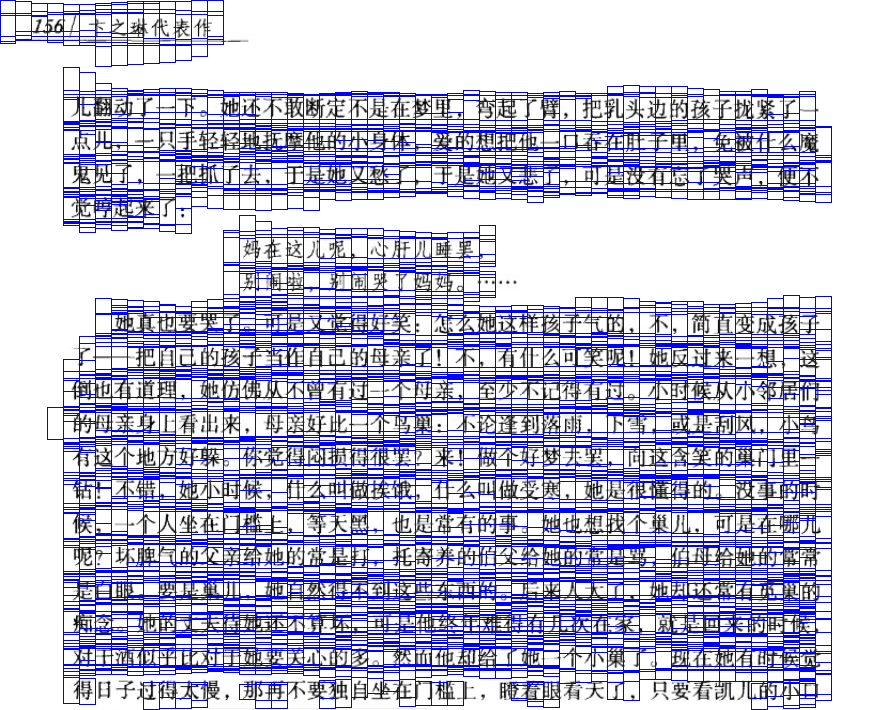 156 / 卞之琳代表作
儿翻动了一下。她还不敢断定不是在梦里，弯起了臂，把乳头边的孩子拢紧了一
点儿，一只手轻轻地抚摩他的小身体，爱的想把他一口吞在肚子里，免被什么魔
鬼见了，一把抓了去，于是她又愁了，于是她又悲了，可是没有忘了哭声，便不
觉哼起来了：
妈在这儿呢，心肝儿睡罢，
别闹啦，别闹哭了妈妈。……
她真也要哭了。可是又觉得好笑：怎么她这样孩子气的，不，简直变成孩子
了——把自己的孩子当作自己的母亲了！不，有什么可笑呢！她反过来一想，这
倒也有道理，她仿佛从不曾有过一个母亲，至少不记得有过。小时候从小邻居们
的母亲身上看出来，母亲好比一个鸟巢：不论逢到落雨，下雪，或是刮风，小鸟
有这个地方好躲。你觉得闷损得很罢？来！做个好梦去罢，向这含笑的巢门里一
钻！不错，她小时候，什么叫做挨饿，什么叫做受寒，她是很懂得的。没事的时
候，一个人坐在门槛上，等天黑，也是常有的事。她也想找个巢儿，可是在哪儿
呢？坏脾气的父亲给她的常是打，托寄养的伯父给她的常是骂，伯母给她的常常
是白眼。要是巢儿，她自然得不到这些东西的。后来人大了，她却还常有觅巢的
痴念。她的丈夫待她还不算坏，可是他终年难得有几次在家，就是回来的时候，
对于酒似乎比对于她要关心的多。然而他却给了她一个小巢了。现在她有时候觉
得日子过得太慢，那再不要独自坐在门槛上，瞪着眼看天了，只要看凯儿的小口